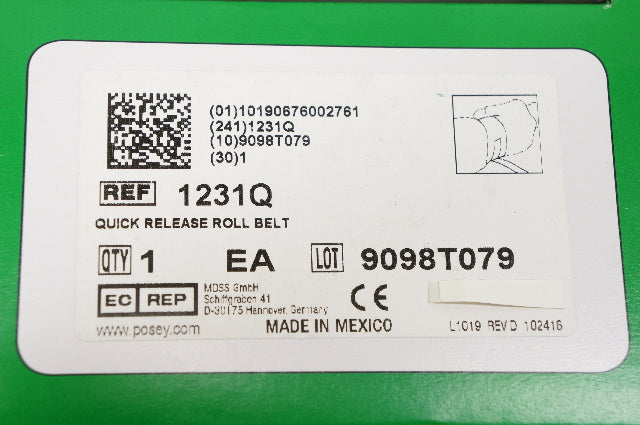 (01)10190676002761
(241)1231Q
(10)9098T079
(30)1
REF 1231Q
QUICK RELEASE ROLL BELT
QTY 1 EA LOT 9098T079
EC REP
MDSS GmbH
Schiffgraben 41
D-30175 Hannover, Germany
CE
www.posey.com
MADE IN MEXICO
L1019 REV D 102416